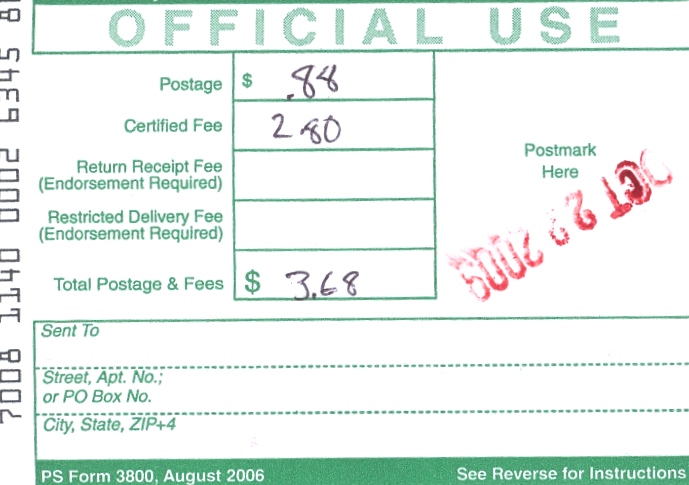 OFFICIAL USE
Postage $ .88
Certified Fee 2.80
Return Receipt Fee
(Endorsement Required)
Restricted Delivery Fee
(Endorsement Required)
Total Postage & Fees $ 3.68
Postmark
Here
OCT 2 2009
Sent To
Street, Apt. No.;
or PO Box No.
City, State, ZIP+4
PS Form 3800, August 2006 See Reverse for Instructions
7008 1140 0002 6345